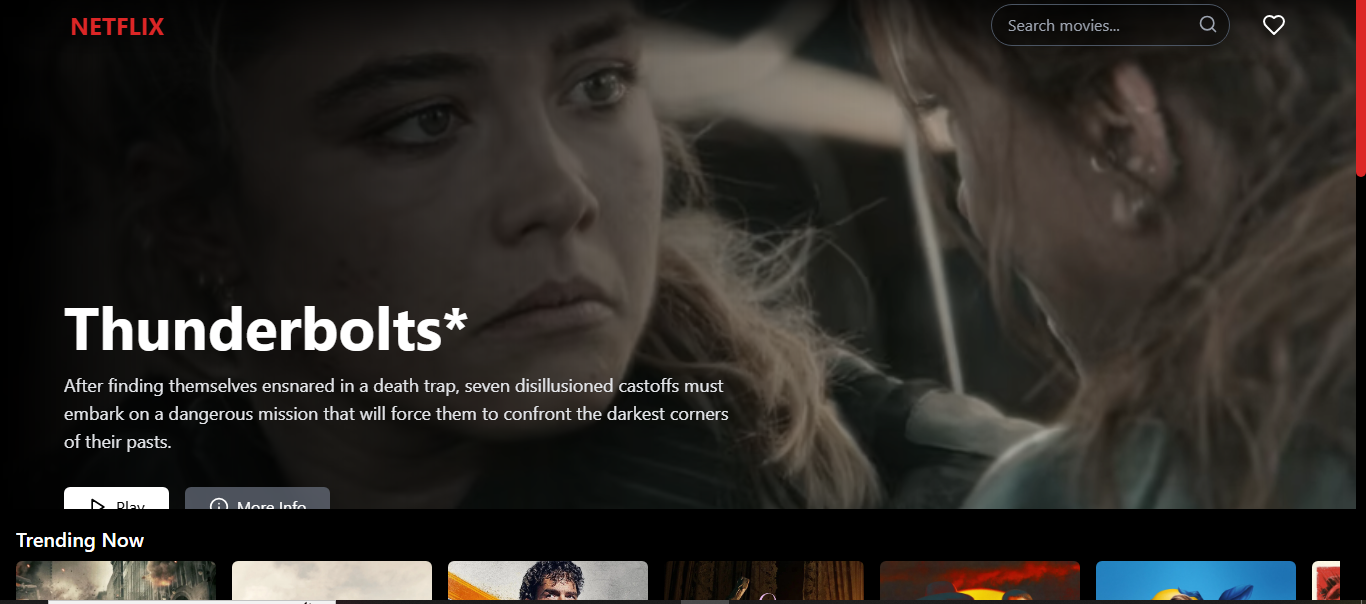 NETFLIX
Search movies...
Thunderbolts*
After finding themselves ensnared in a death trap, seven disillusioned castoffs must
embark on a dangerous mission that will force them to confront the darkest corners
of their pasts.
Play
More Info
Trending Now